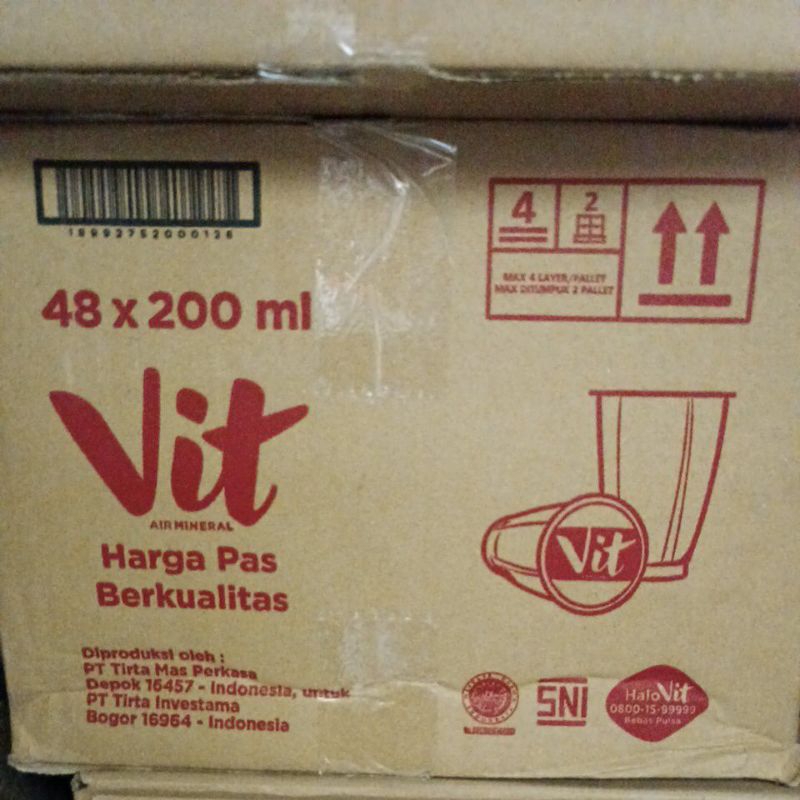 18992752000126
48 x 200 ml
Vit
AIR MINERAL
Harga Pas
Berkualitas
Diproduksi oleh :
PT Tirta Mas Perkasa
Depok 16457 - Indonesia, untuk
PT Tirta Investama
Bogor 16964 - Indonesia
4
2
MAX 4 LAYER/PALLET
MAX DITUMPUK 2 PALLET
Vit
SNI
Halo Vit
0800-15-99999
Bebas Pulsa